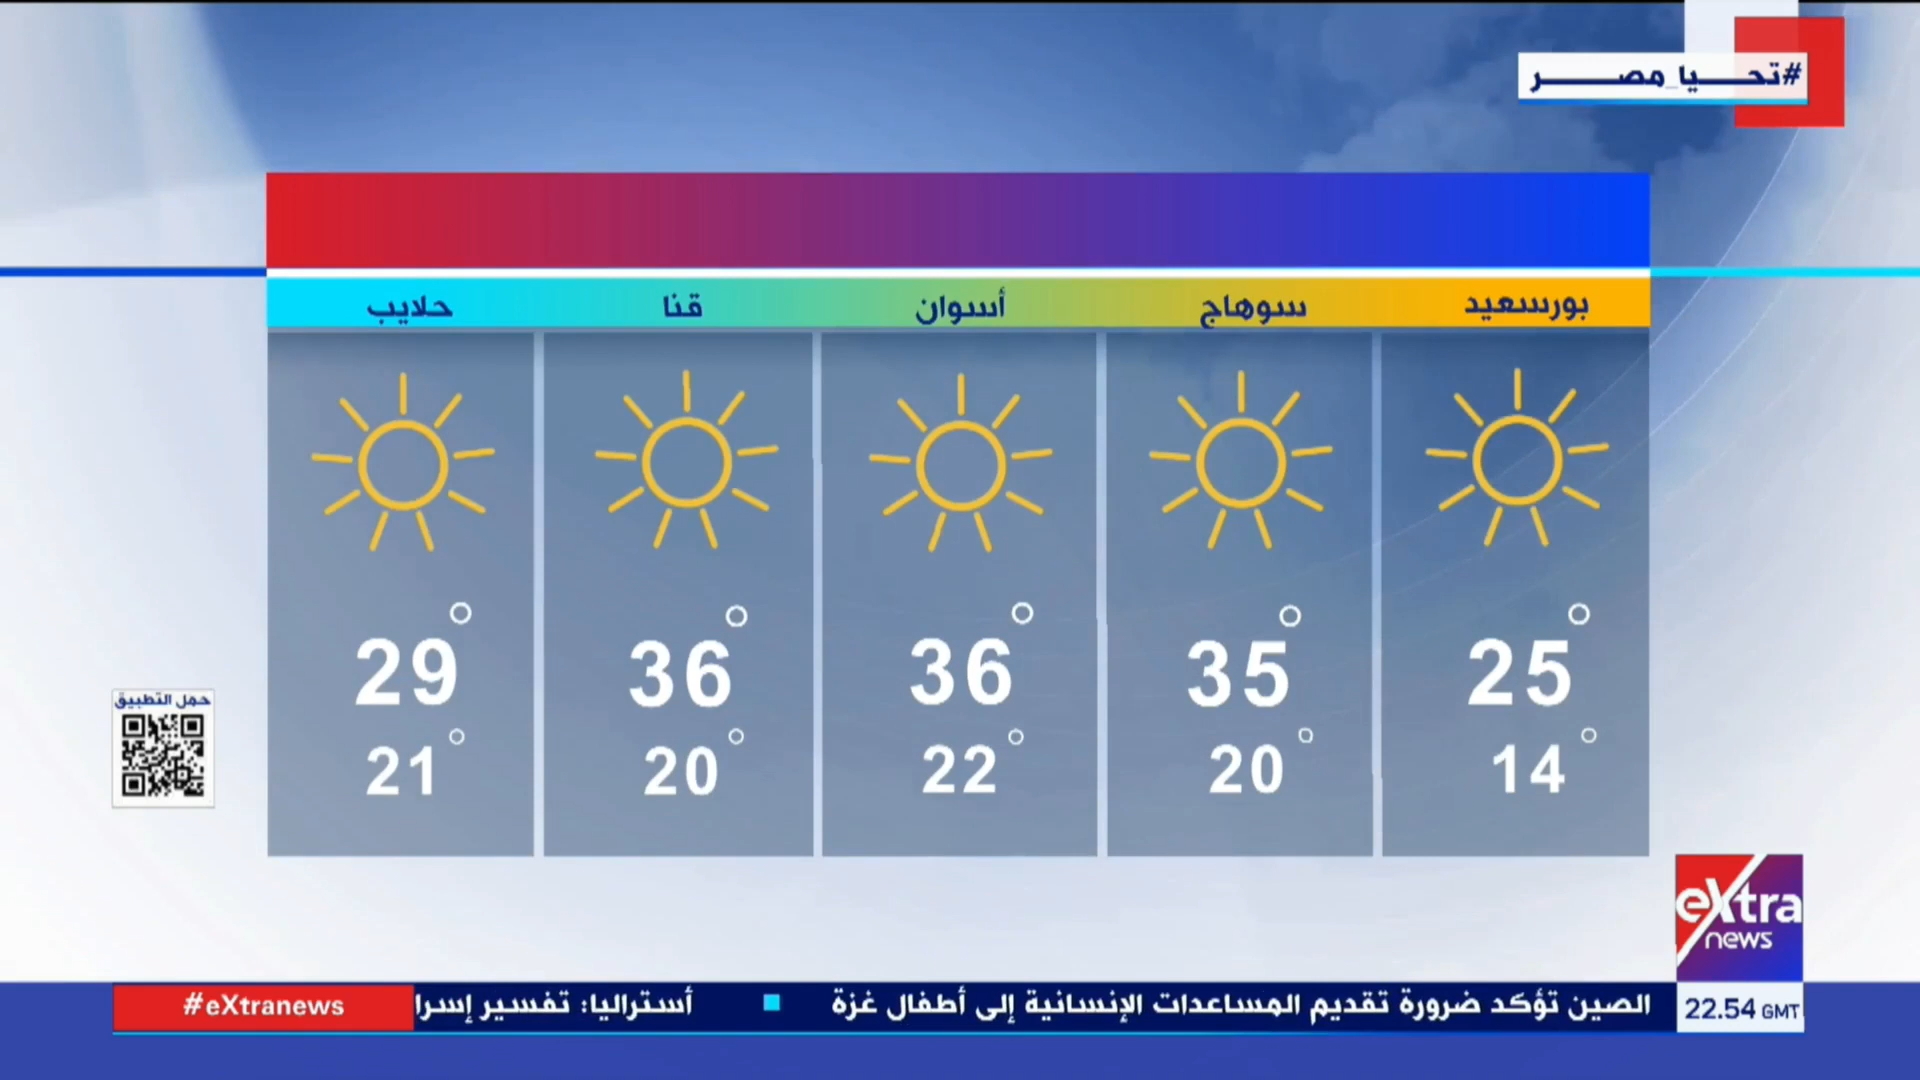 #تحيا_مصر
بورسعيد سوهاج أسوان قنا حلايب
25° 35° 36° 36° 29°
14° 20° 22° 20° 21°
حمل التطبيق
eXtra
news
الصين تؤكد ضرورة تقديم المساعدات الإنسانية إلى أطفال غزة ■ أستراليا: تفسير إسرا
#eXtranews
22.54 GMT